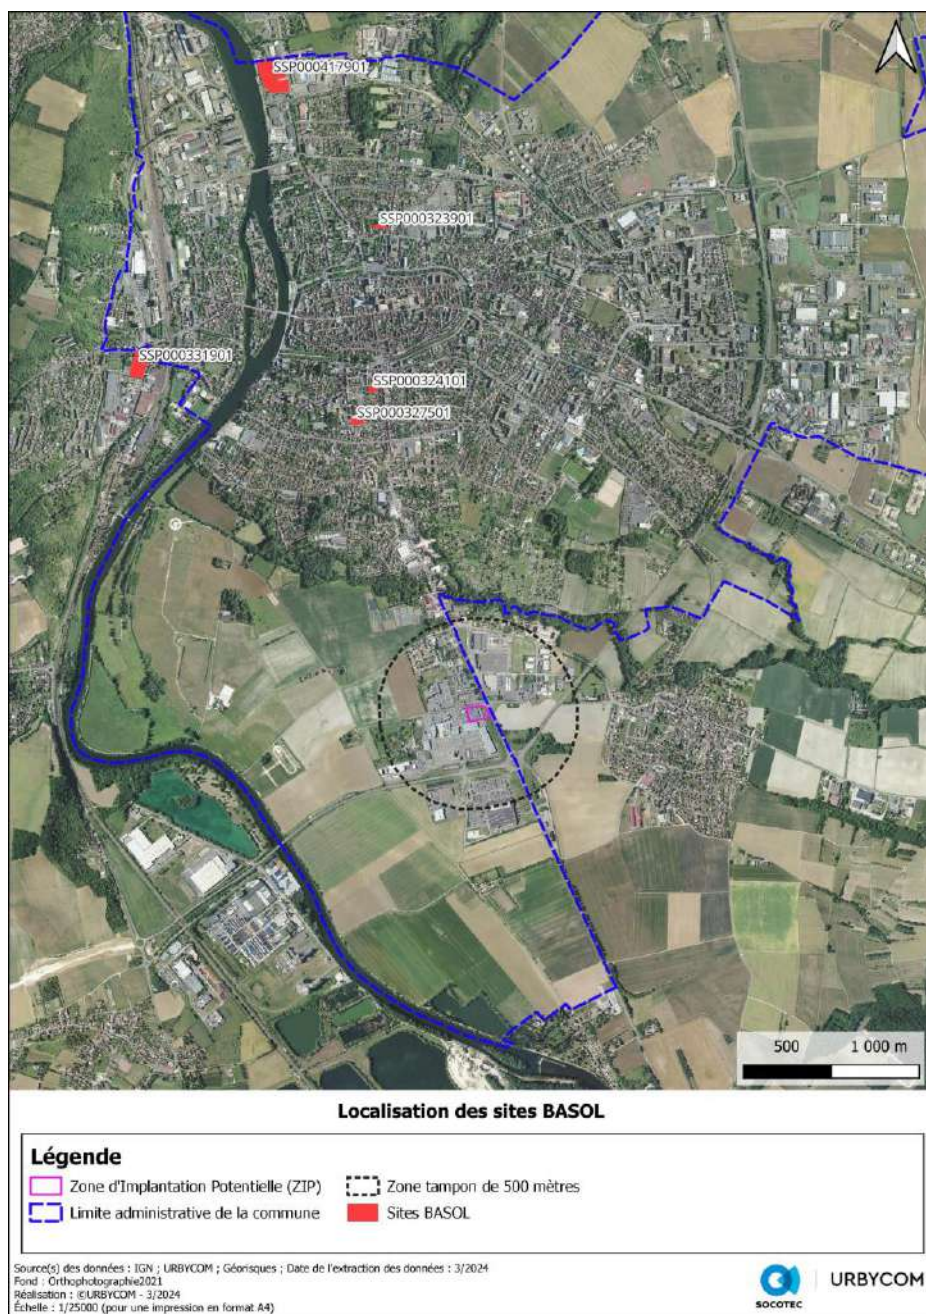 SSP000417901
SSP000323901
SSP000331901
SSP000324101
SSP000327501
500 1 000 m
Localisation des sites BASOL
Légende
Zone d'Implantation Potentielle (ZIP)
Zone tampon de 500 mètres
Limite administrative de la commune
Sites BASOL
Source(s) des données : IGN ; URBYCOM ; Géorisques ; Date de l'extraction des données : 3/2024
Fond : Orthophotographie2021
Réalisation : ©URBYCOM - 3/2024
Échelle : 1/25000 (pour une impression en format A4)
SOCOTEC
URBYCOM